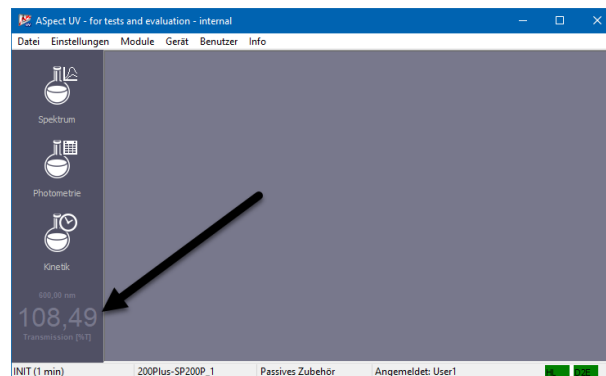 ASpect UV - for tests and evaluation - internal
Datei Einstellungen Module Gerät Benutzer Info
Spektrum
Photometrie
Kinetik
600,00 nm
108,49
Transmission [%T]
INIT (1 min) 200Plus-SP200P_1 Passives Zubehör Angemeldet: User1 HL D2E